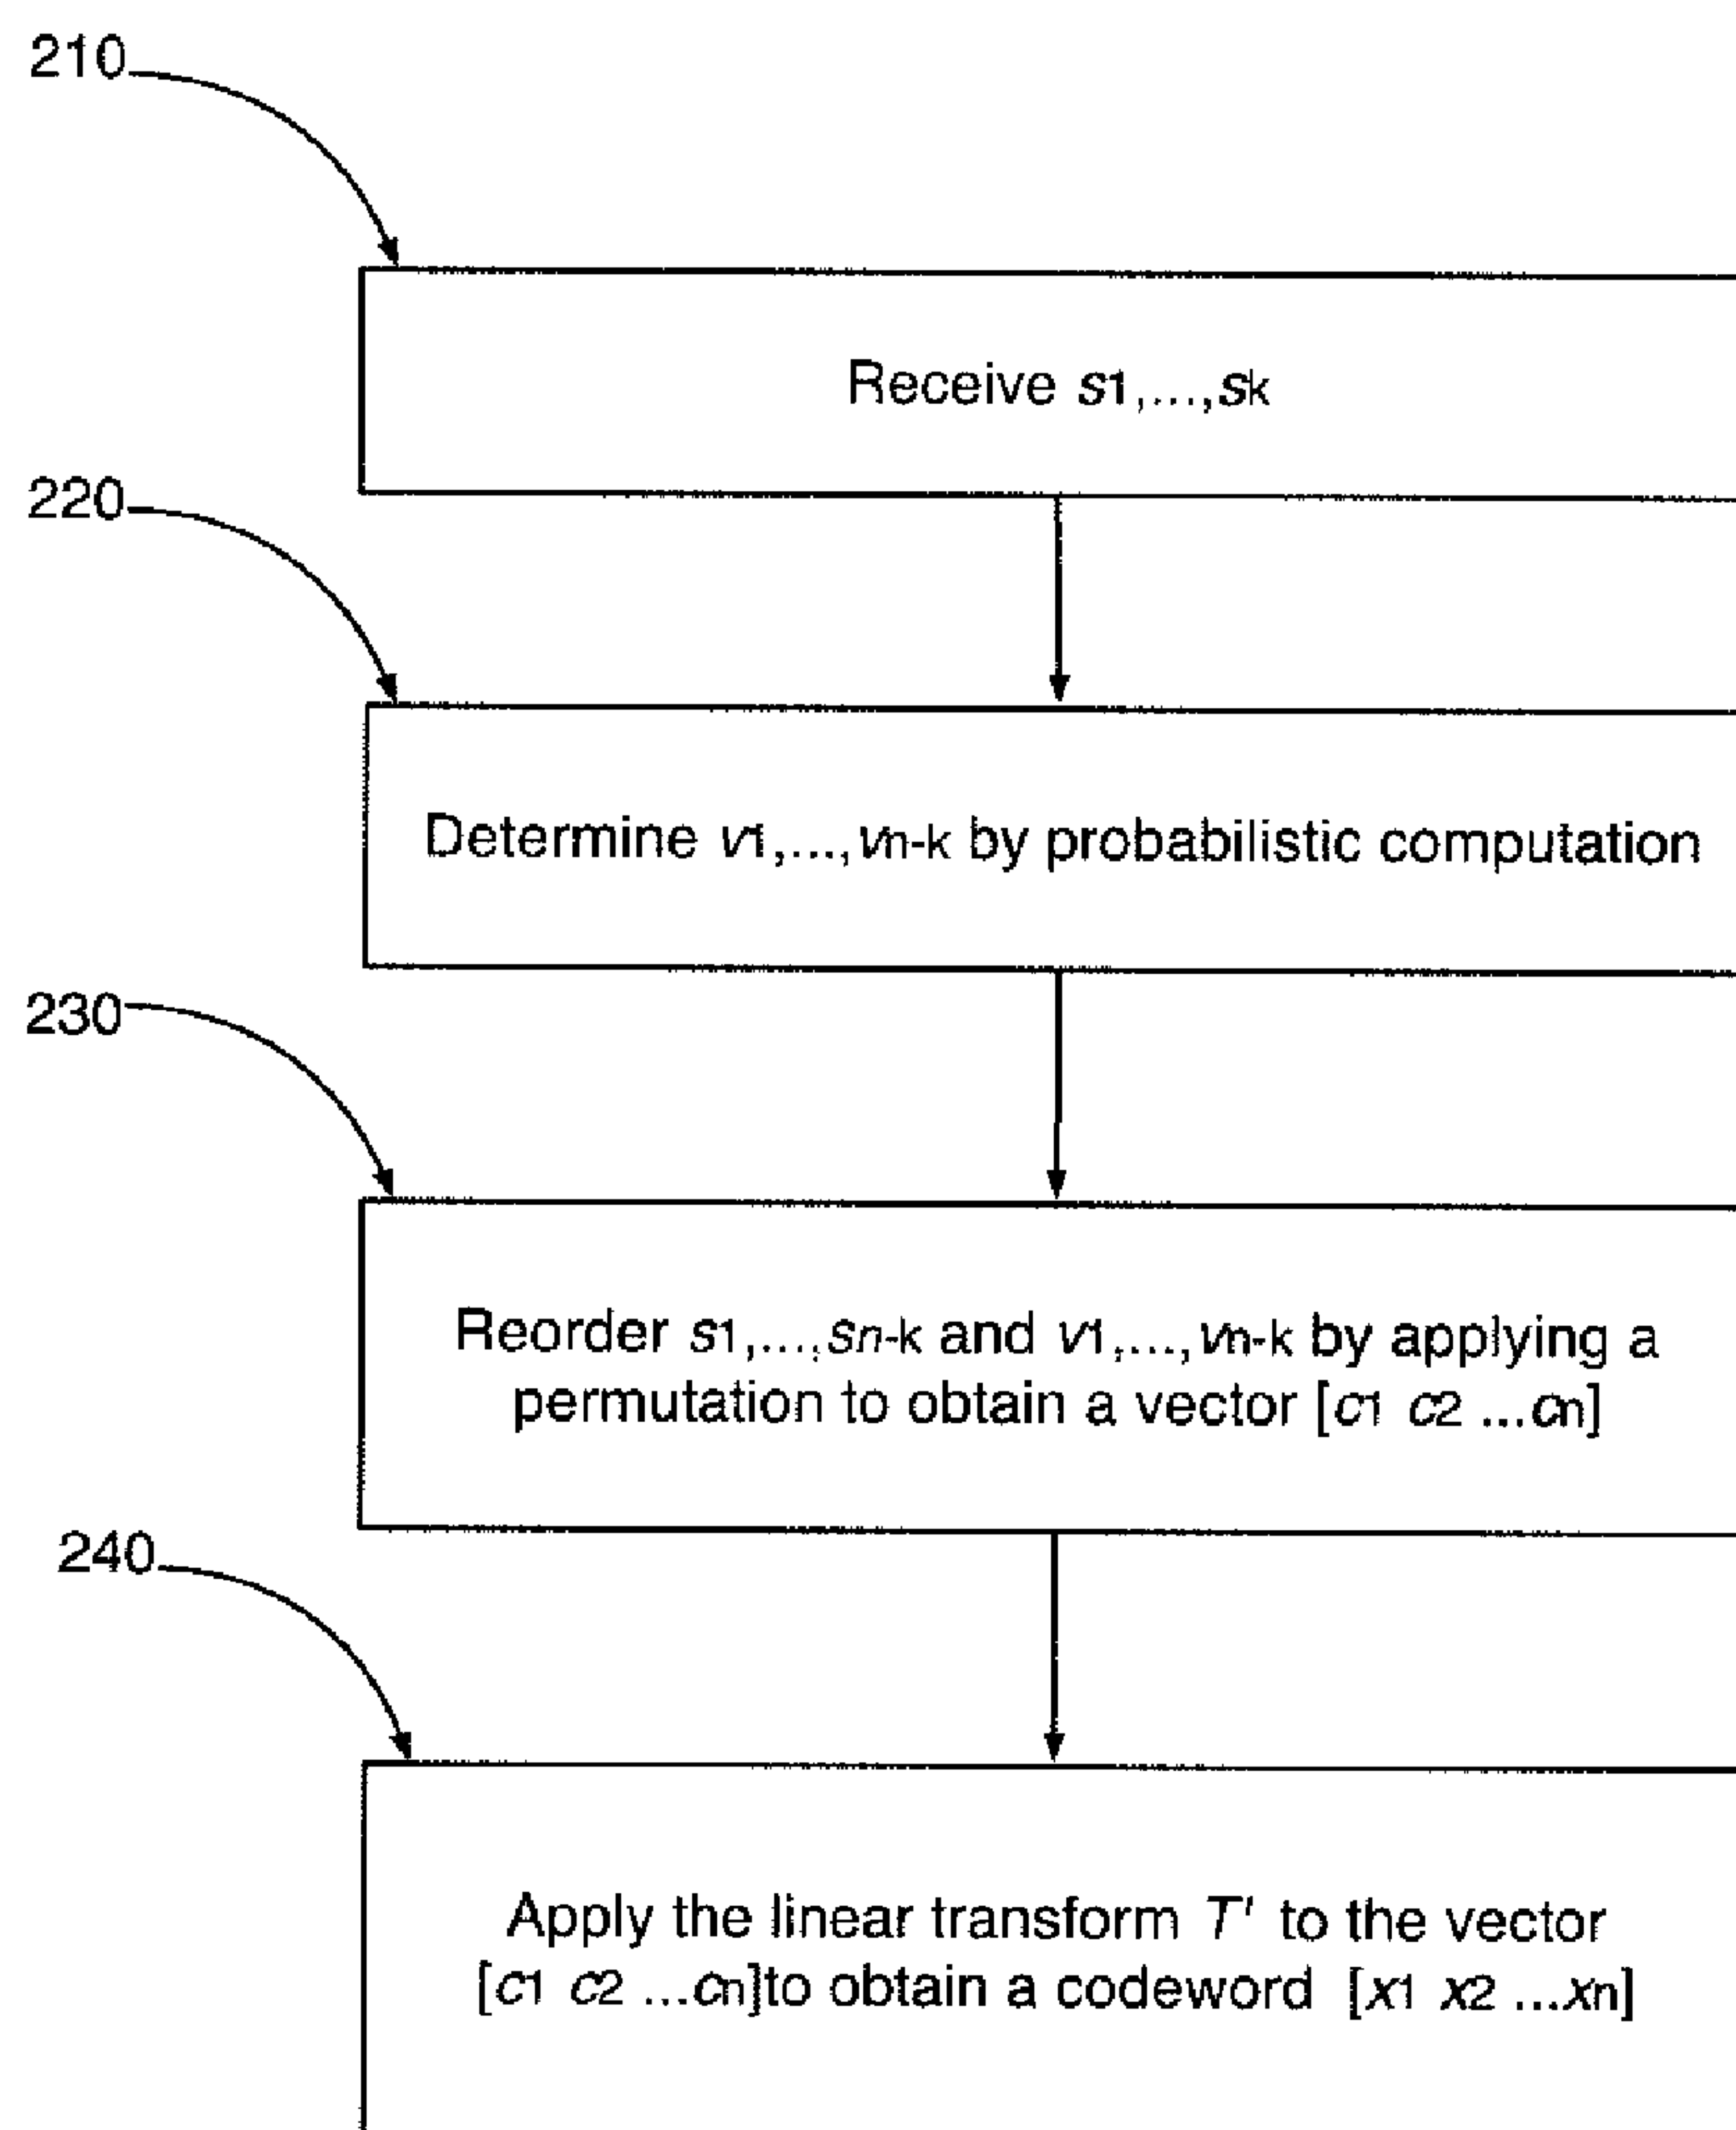 210
Receive s1,...,sk
220
Determine v1,...,vn-k by probabilistic computation
230
Reorder s1,...,sn-k and v1,...,vn-k by applying a
permutation to obtain a vector [c1 c2 ...cn]
240
Apply the linear transform T' to the vector
[c1 c2 ...cn]to obtain a codeword [x1 x2 ...xn]